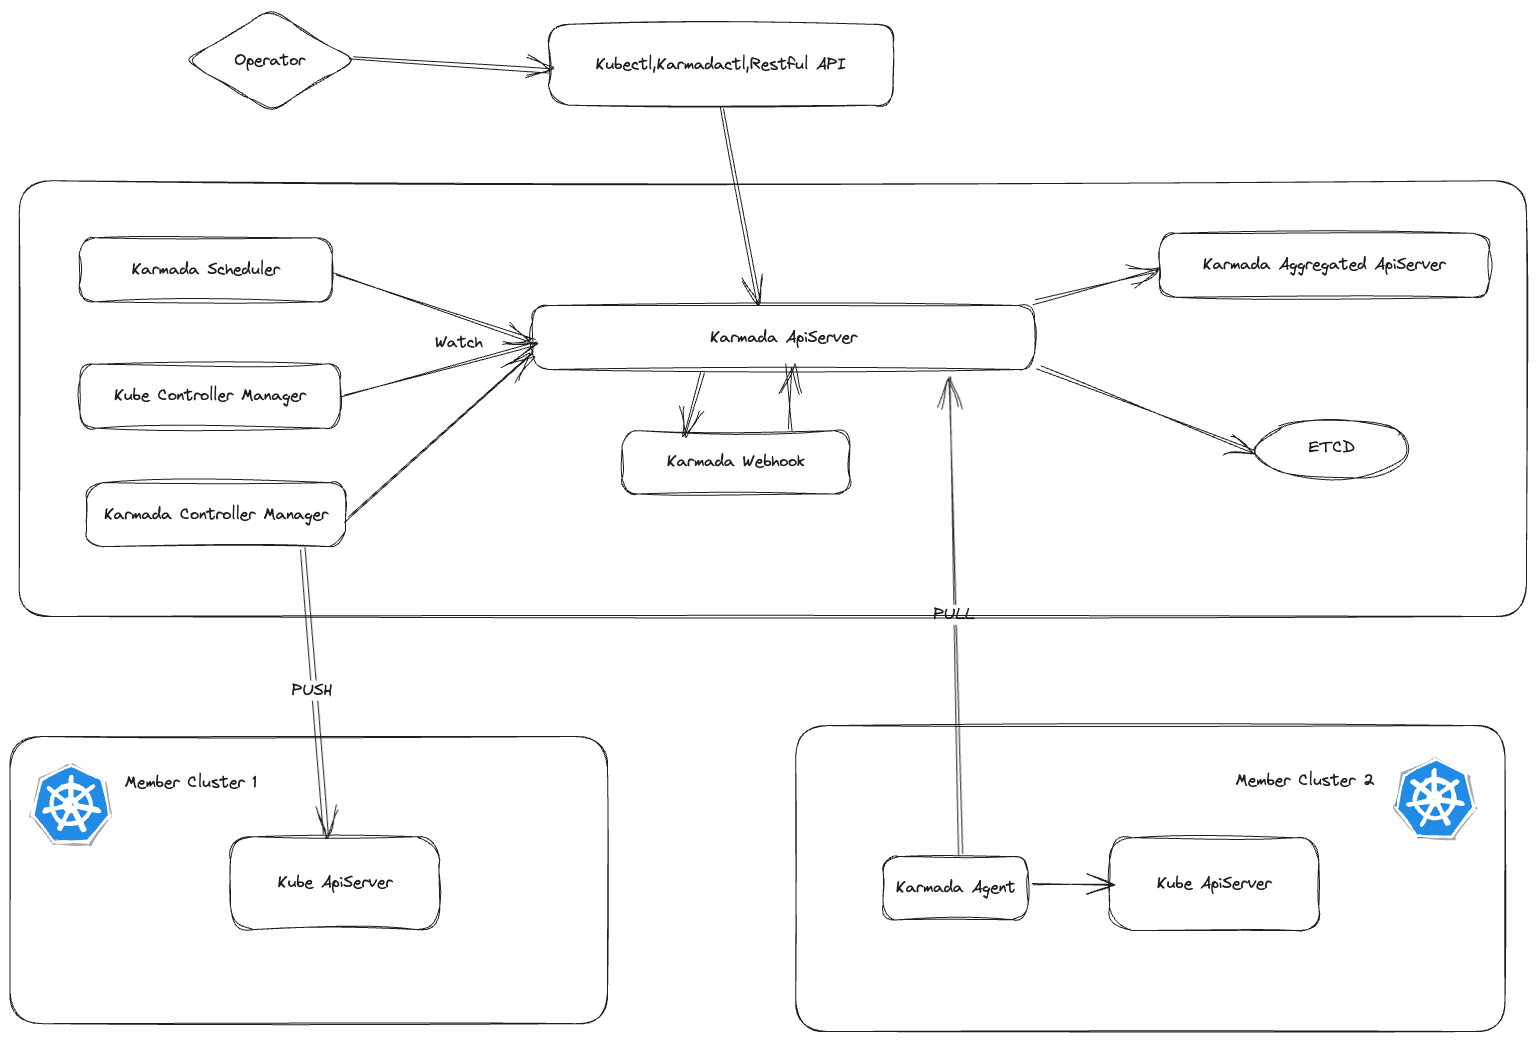 Operator
Kubectl,Karmadactl,Restful API
Karmada Scheduler
Karmada Aggregated ApiServer
Watch
Karmada ApiServer
Kube Controller Manager
ETCD
Karmada Webhook
Karmada Controller Manager
PULL
PUSH
Member Cluster 1
Member Cluster 2
Kube ApiServer
Karmada Agent
Kube ApiServer